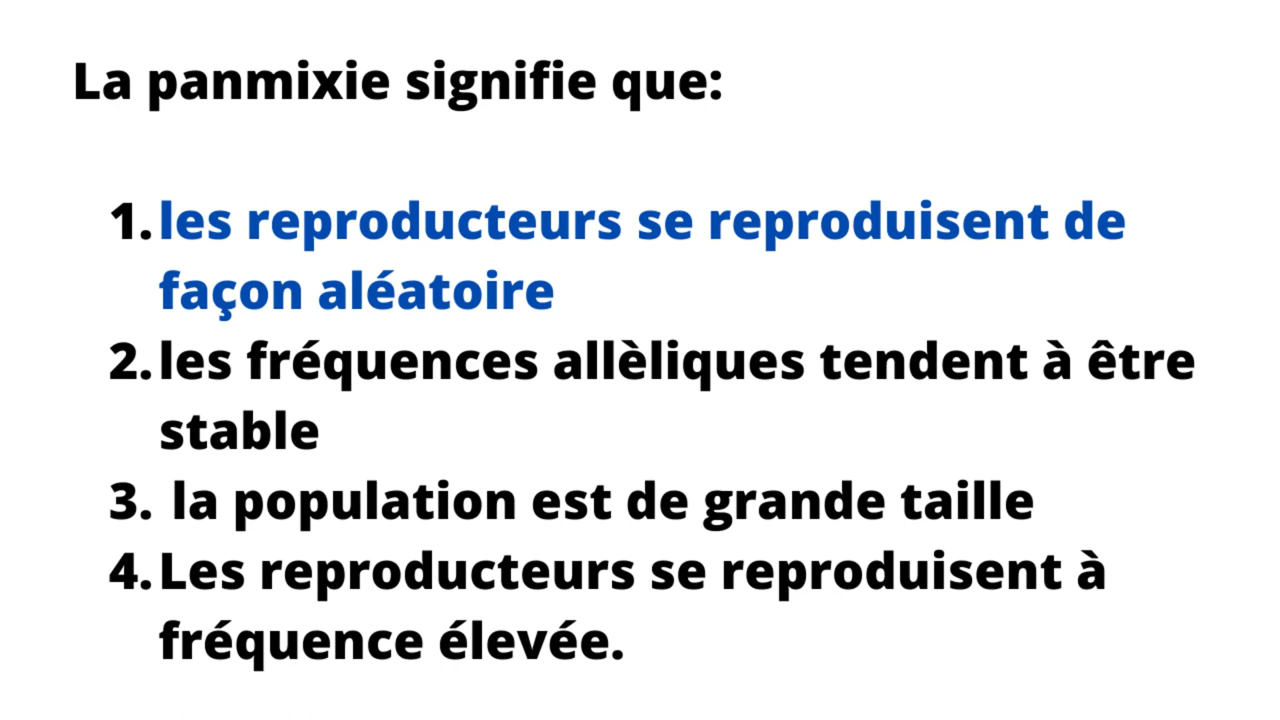 La panmixie signifie que:
1. les reproducteurs se reproduisent de
façon aléatoire
2. les fréquences allèliques tendent à être
stable
3. la population est de grande taille
4. Les reproducteurs se reproduisent à
fréquence élevée.